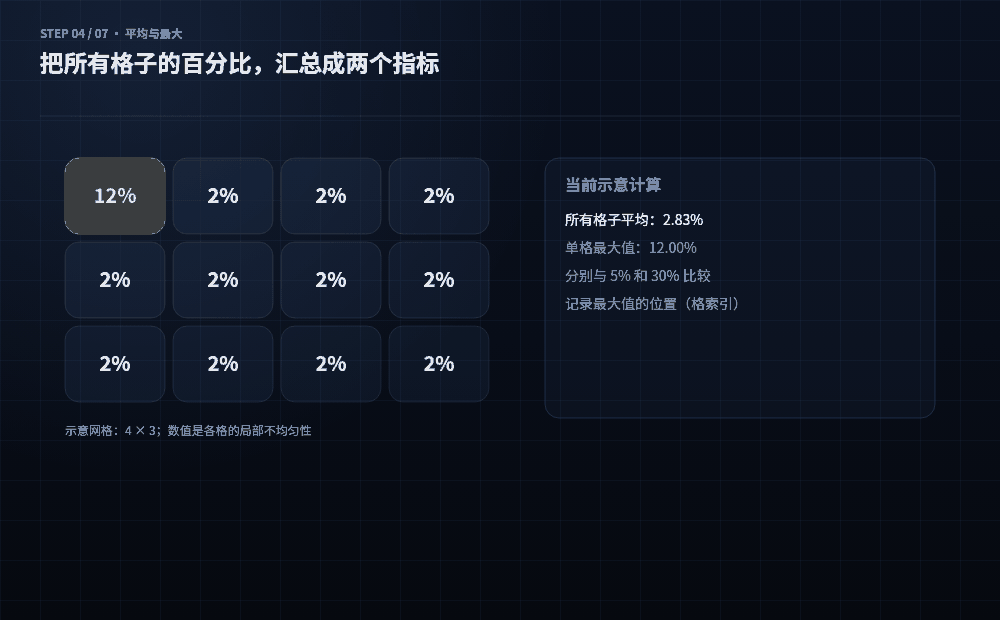 STEP 04 / 07 · 平均与最大
把所有格子的百分比，汇总成两个指标
12% 2% 2% 2%
2% 2% 2% 2%
2% 2% 2% 2%
示意网格：4 × 3；数值是各格的局部不均匀性
当前示意计算
所有格子平均：2.83%
单格最大值：12.00%
分别与 5% 和 30% 比较
记录最大值的位置（格索引）